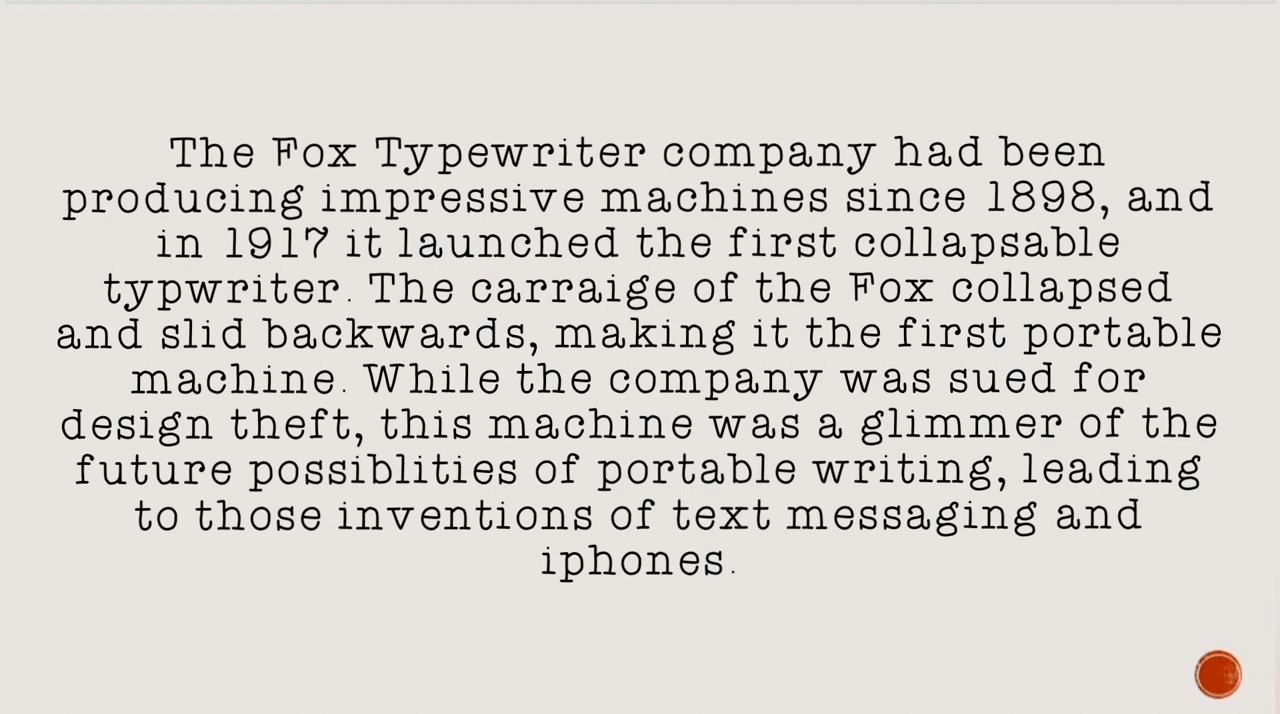 The Fox Typewriter company had been
producing impressive machines since 1898, and
in 1917 it launched the first collapsable
typwriter. The carraige of the Fox collapsed
and slid backwards, making it the first portable
machine. While the company was sued for
design theft, this machine was a glimmer of the
future possiblities of portable writing, leading
to those inventions of text messaging and
iphones.